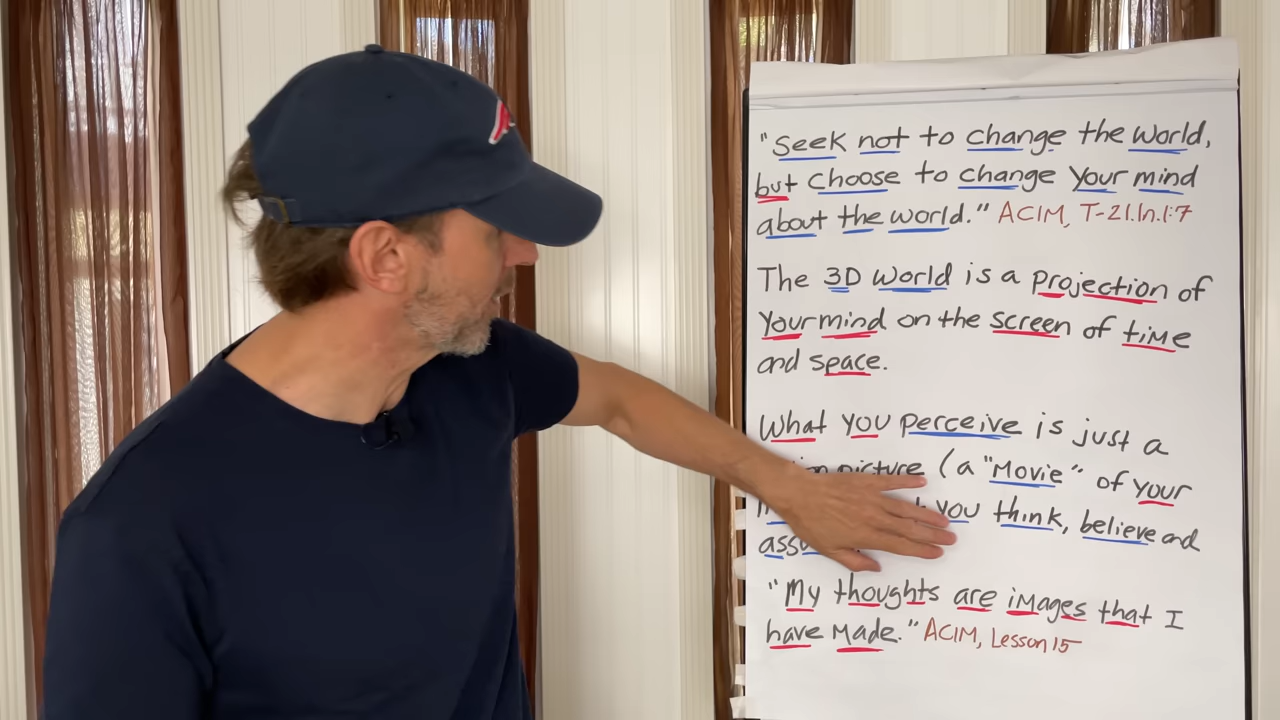 "Seek not to change the world,
but choose to change your mind
about the world." ACIM, T-21.In.1:7
The 3D world is a projection of
your mind on the screen of time
and space.
What you perceive is just a
picture (a "movie" of your
you think, believe and
"My thoughts are images that I
have made." ACIM, Lesson 15